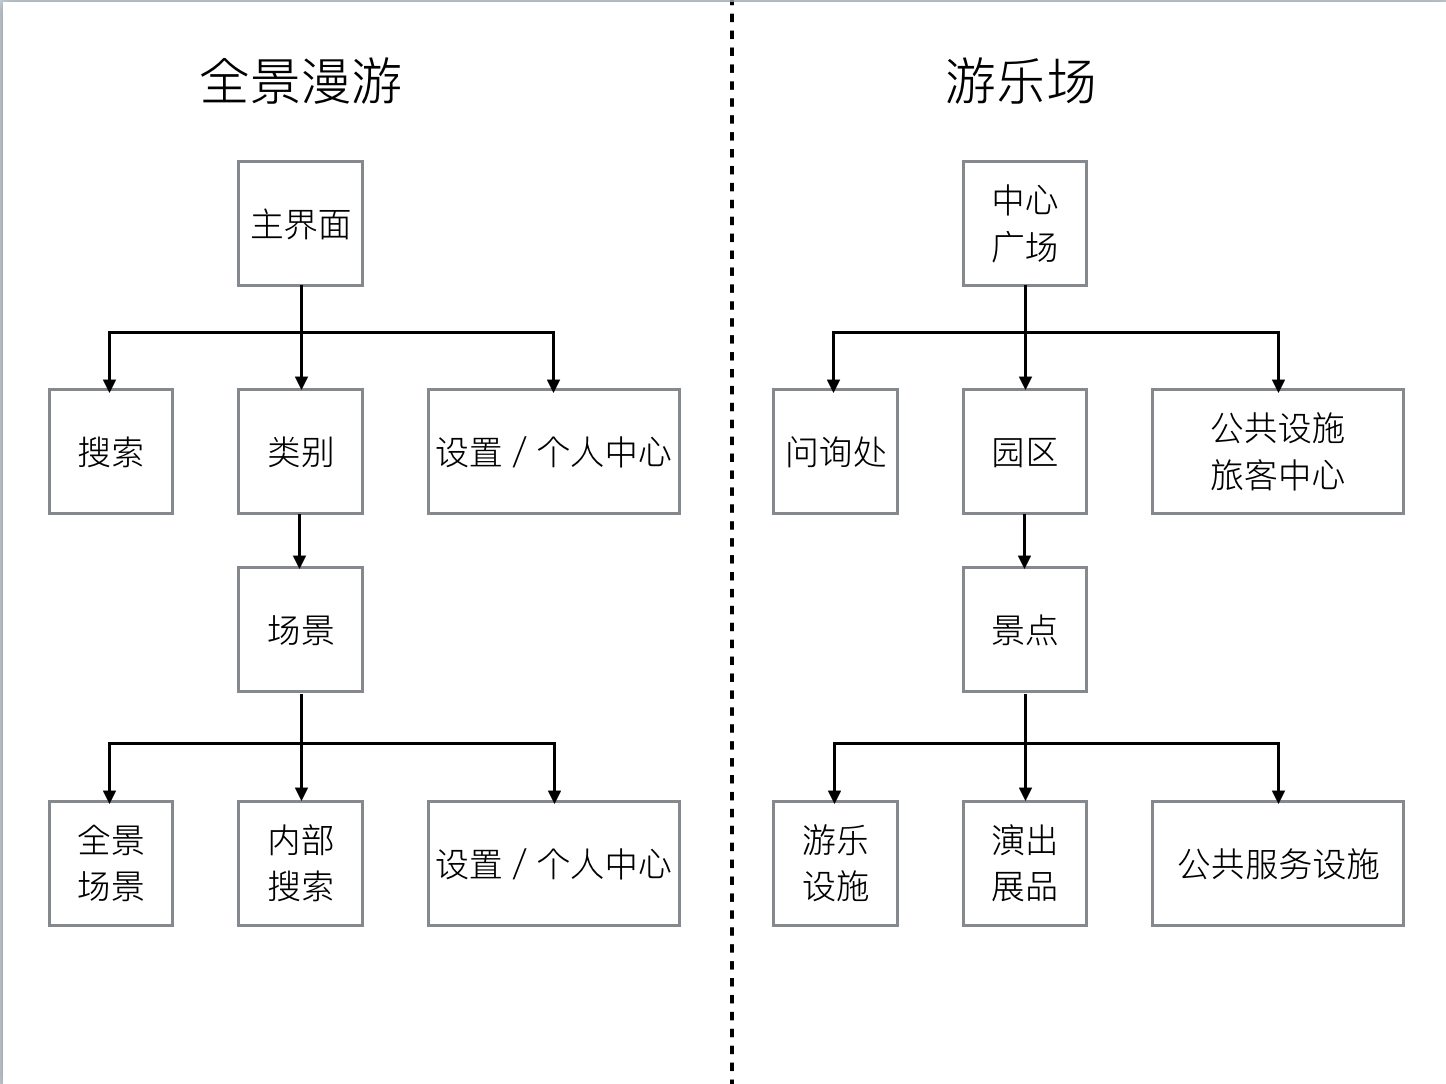 全景漫游
主界面
搜索
类别
设置 / 个人中心
场景
全景
场景
内部
搜索
设置 / 个人中心
游乐场
中心
广场
问询处
园区
公共设施
旅客中心
景点
游乐
设施
演出
展品
公共服务设施